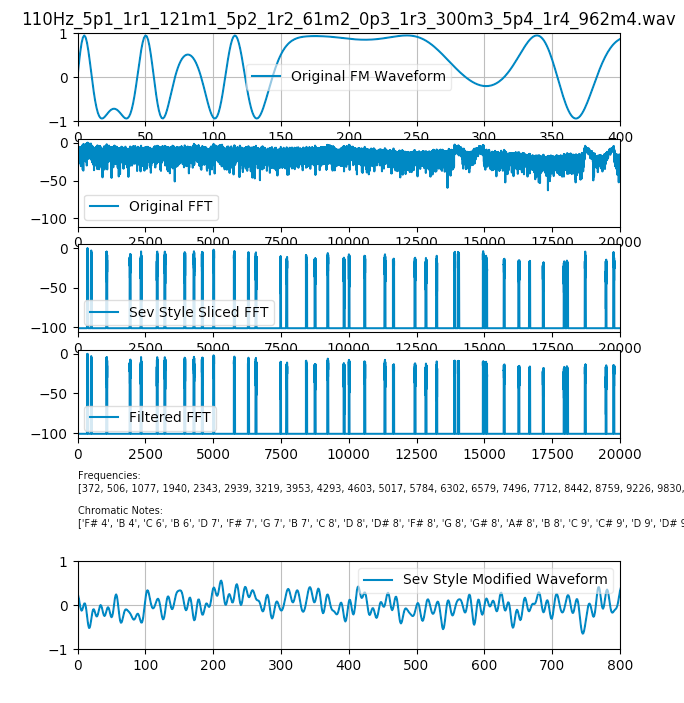 110Hz_5p1_1r1_121m1_5p2_1r2_61m2_0p3_1r3_300m3_5p4_1r4_962m4.wav
1
0
−1
Original FM Waveform
0 50 100 150 200 250 300 350 400
0
−50
−100
Original FFT
0 2500 5000 7500 10000 12500 15000 17500 20000
0
−50
−100
Sev Style Sliced FFT
0 2500 5000 7500 10000 12500 15000 17500 20000
0
−50
−100
Filtered FFT
0 2500 5000 7500 10000 12500 15000 17500 20000
Frequencies:
[372, 506, 1077, 1940, 2343, 2939, 3219, 3953, 4293, 4603, 5017, 5784, 6302, 6579, 7496, 7712, 8442, 8759, 9226, 9830,
Chromatic Notes:
['F# 4', 'B 4', 'C 6', 'B 6', 'D 7', 'F# 7', 'G 7', 'B 7', 'C 8', 'D 8', 'D# 8', 'F# 8', 'G 8', 'G# 8', 'A# 8', 'B 8', 'C 9', 'C# 9', 'D 9', 'D# 9
1
0
−1
Sev Style Modified Waveform
0 100 200 300 400 500 600 700 800